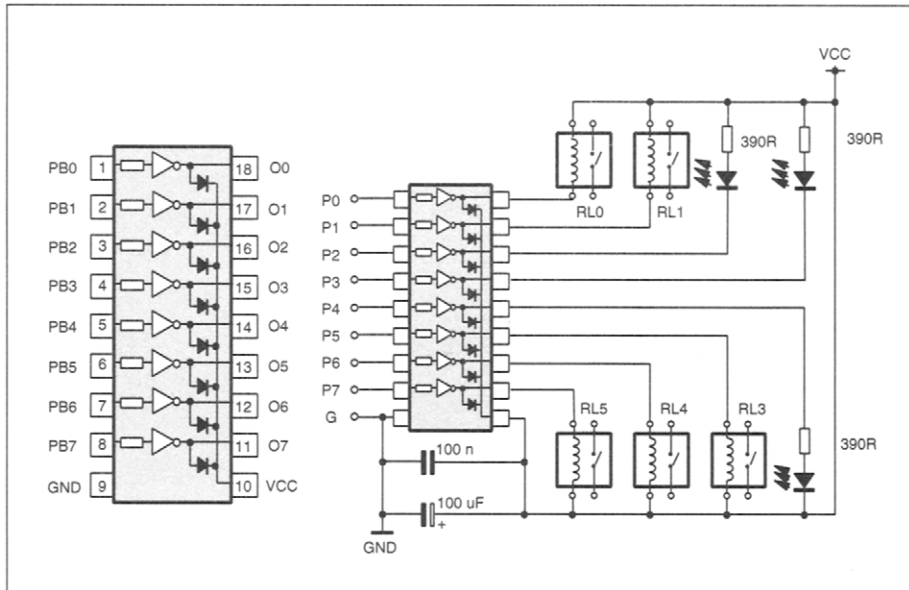 PB0 1 18 O0
PB1 2 17 O1
PB2 3 16 O2
PB3 4 15 O3
PB4 5 14 O4
PB5 6 13 O5
PB6 7 12 O6
PB7 8 11 O7
GND 9 10 VCC
VCC
390R
390R
RL0
RL1
P0
P1
P2
P3
P4
P5
P6
P7
G
RL5
RL4
RL3
390R
100 n
100 uF
+
GND